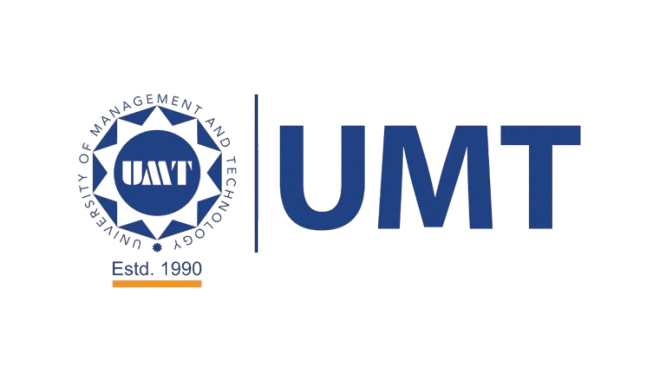 UNIVERSITY OF MANAGEMENT AND TECHNOLOGY
UMT
Estd. 1990
UMT